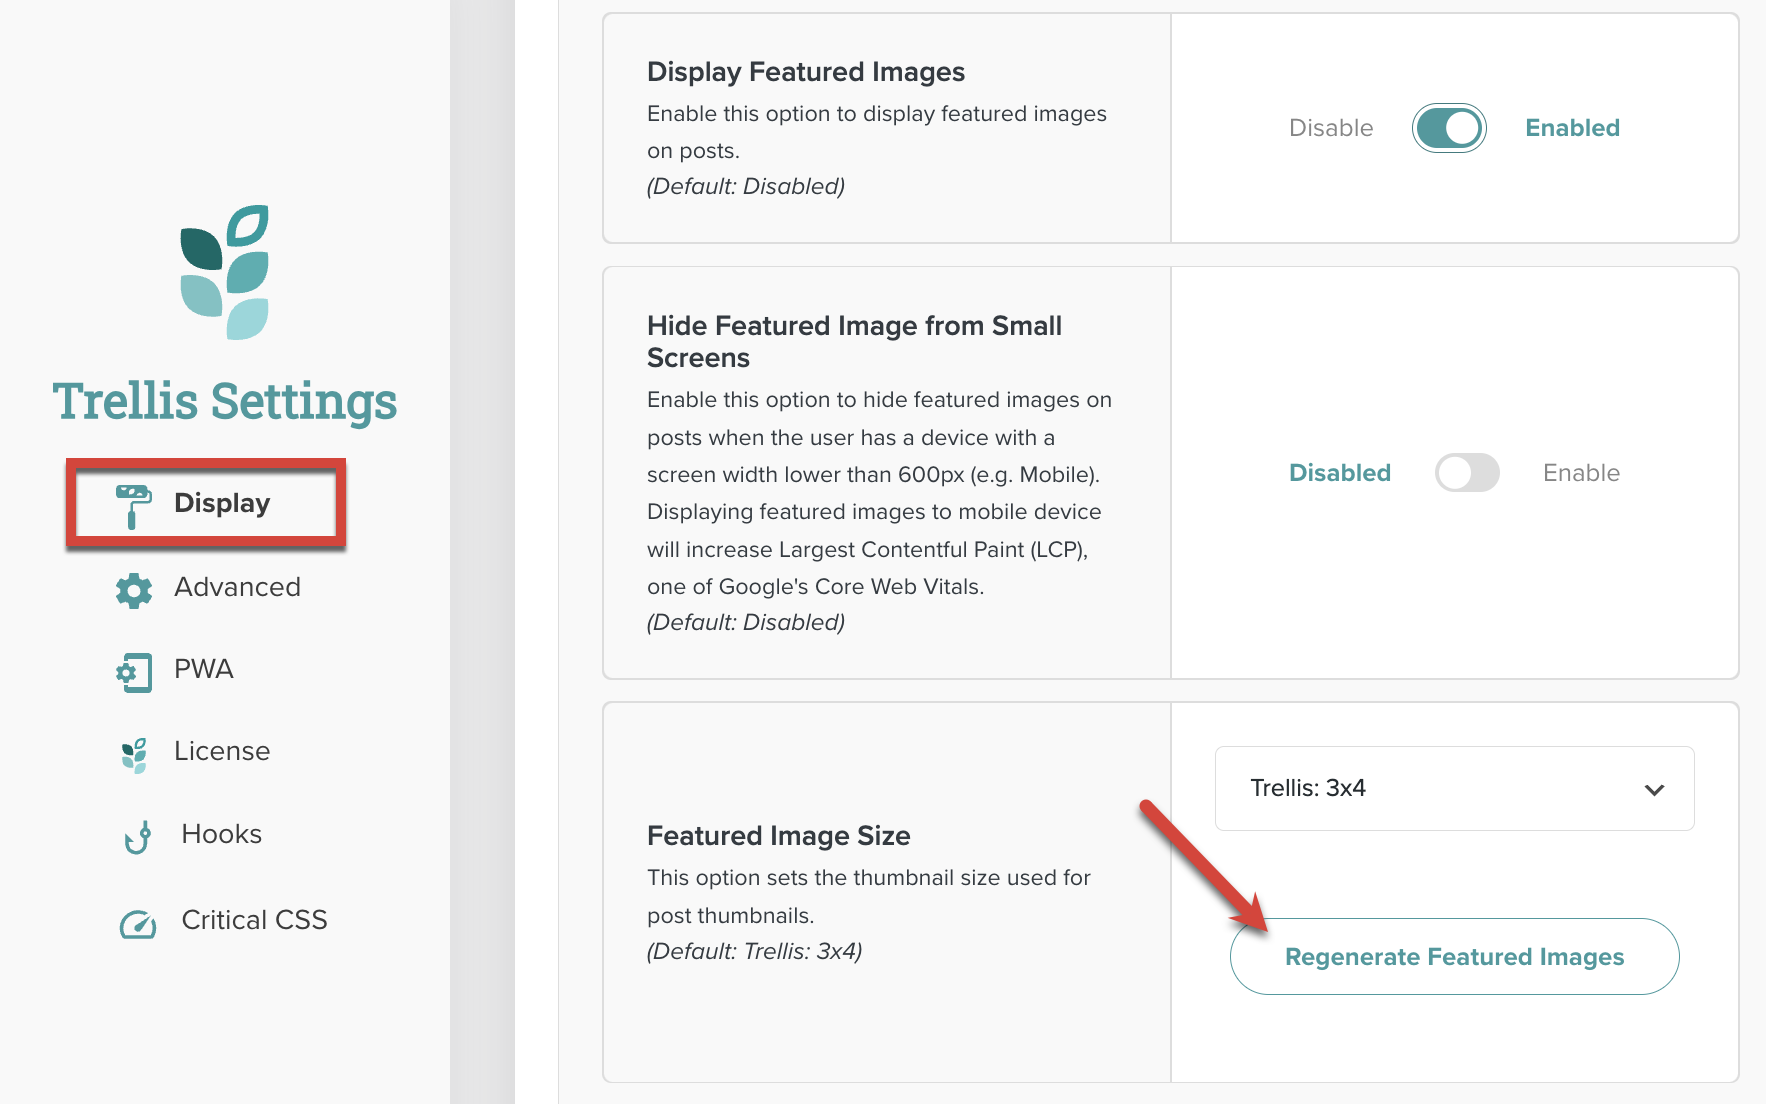 Trellis Settings
Display
Advanced
PWA
License
Hooks
Critical CSS
Display Featured Images
Enable this option to display featured images
on posts.
(Default: Disabled)
Disable
Enabled
Hide Featured Image from Small
Screens
Enable this option to hide featured images on
posts when the user has a device with a
screen width lower than 600px (e.g. Mobile).
Displaying featured images to mobile device
will increase Largest Contentful Paint (LCP),
one of Google's Core Web Vitals.
(Default: Disabled)
Disabled
Enable
Featured Image Size
This option sets the thumbnail size used for
post thumbnails.
(Default: Trellis: 3x4)
Trellis: 3x4
Regenerate Featured Images